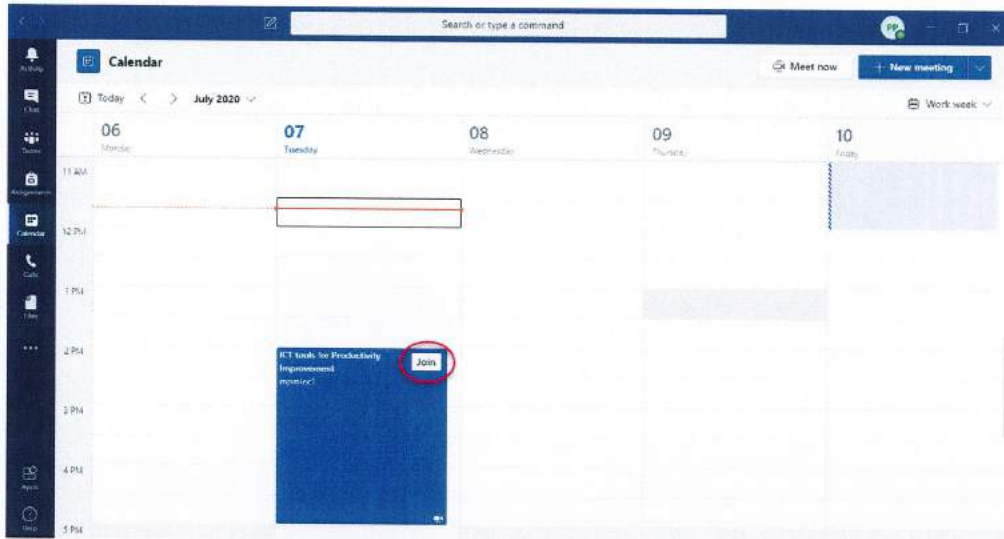 Search or type a command
PP
Activity
Calendar
Meet now
+ New meeting
Chat
Today
July 2020
Work week
Teams
06
Monday
07
Tuesday
08
Wednesday
09
Thursday
10
Friday
Assignments
11 AM
Calendar
12 PM
Calls
1 PM
Files
...
2 PM
ICT tools for Productivity
Improvement
Join
3 PM
4 PM
Apps
Help
5 PM